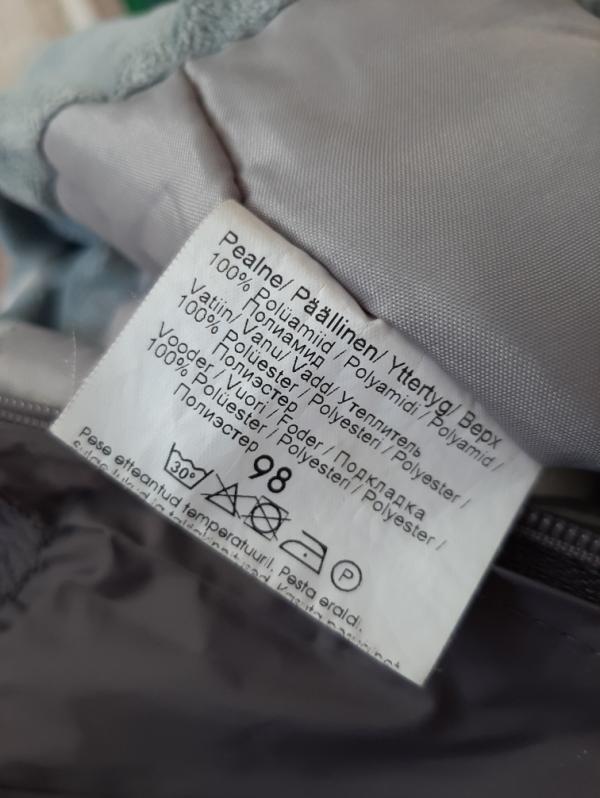 Pealne/ Päällinen/ Yttertyg/ Верх
100% Polüamiid / Polyamidi / Polyamid /
Полиамид
Vatiin/ Vanu/ Vadd/ Утеплитель
100% Polüester / Polyesteri / Polyester /
Полиэстер
Vooder / Vuori / Foder / Подкладка
100% Polüester / Polyesteri / Polyester /
Полиэстер
98
30°
P
Pese etteantud temperatuuril. Pesta eraldi.